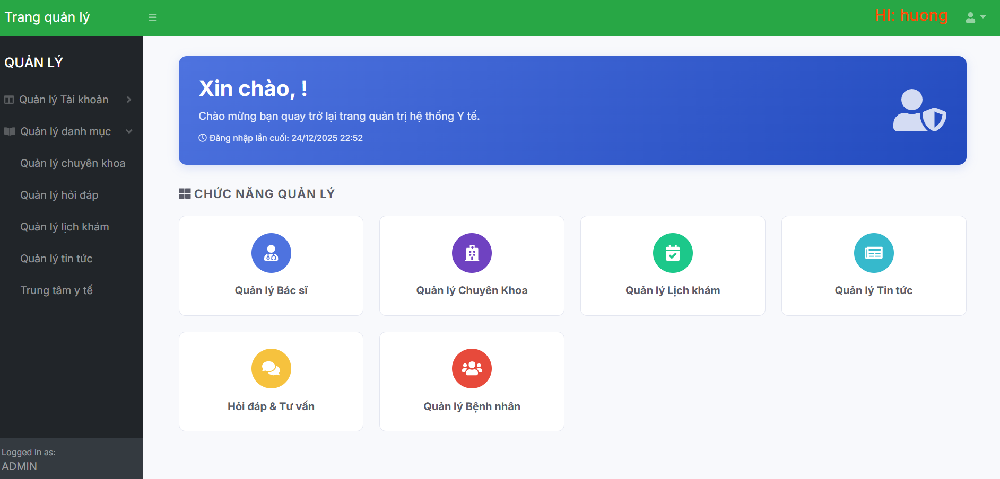 Trang quản lý
HI: huong
QUẢN LÝ
Quản lý Tài khoản
Quản lý danh mục
Quản lý chuyên khoa
Quản lý hỏi đáp
Quản lý lịch khám
Quản lý tin tức
Trung tâm y tế
Logged in as:
ADMIN
Xin chào, !
Chào mừng bạn quay trở lại trang quản trị hệ thống Y tế.
Đăng nhập lần cuối: 24/12/2025 22:52
CHỨC NĂNG QUẢN LÝ
Quản lý Bác sĩ
Quản lý Chuyên Khoa
Quản lý Lịch khám
Quản lý Tin tức
Hỏi đáp & Tư vấn
Quản lý Bệnh nhân